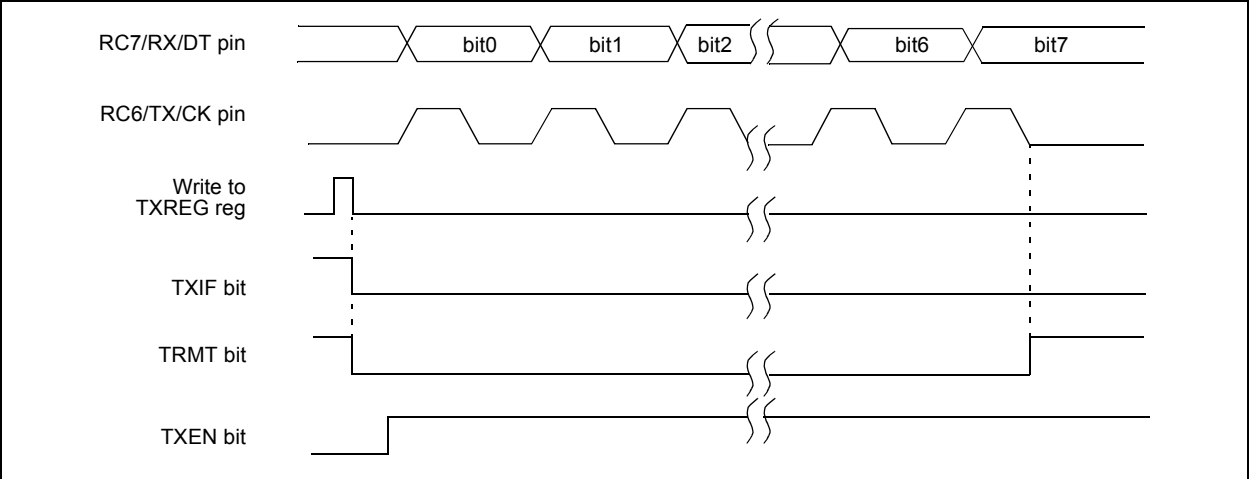 RC7/RX/DT pin
bit0 bit1 bit2 bit6 bit7
RC6/TX/CK pin
Write to
TXREG reg
TXIF bit
TRMT bit
TXEN bit